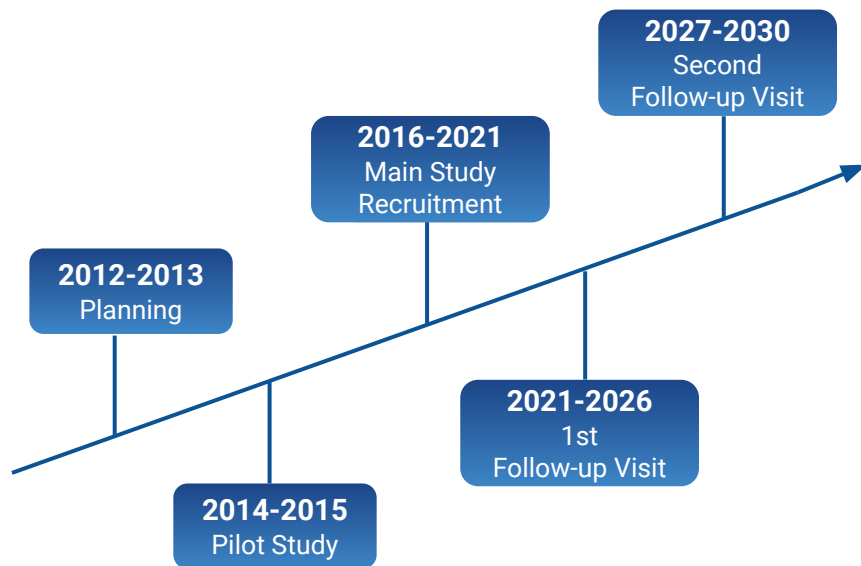 2012-2013
Planning
2014-2015
Pilot Study
2016-2021
Main Study
Recruitment
2021-2026
1st
Follow-up Visit
2027-2030
Second
Follow-up Visit